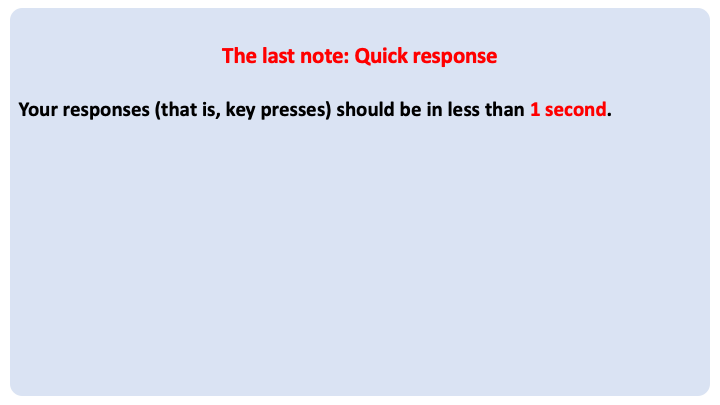 The last note: Quick response
Your responses (that is, key presses) should be in less than 1 second.